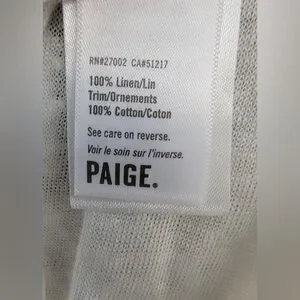 RN#27002 CA#51217
100% Linen/Lin
Trim/Ornements
100% Cotton/Coton
See care on reverse.
Voir le soin sur l'inverse.
PAIGE.